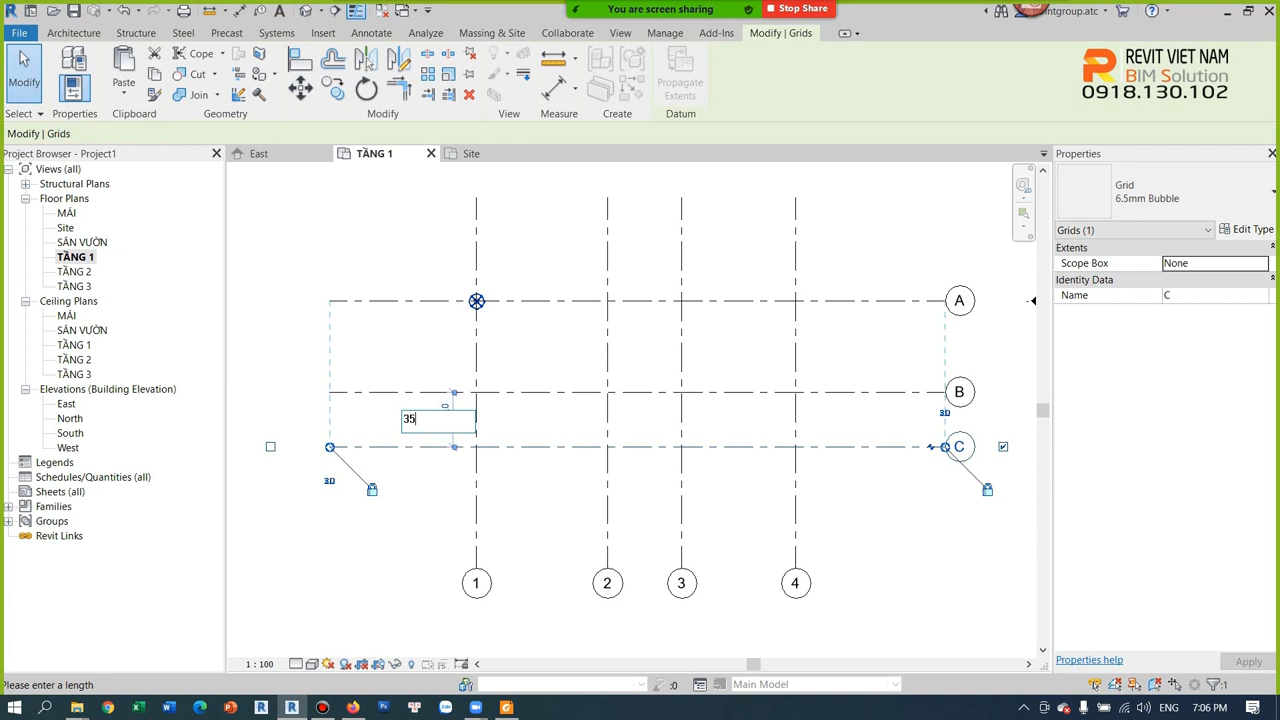 You are screen sharing
Stop Share
mintgroup.atc
File Architecture Structure Steel Precast Systems Insert Annotate Analyze Massing & Site Collaborate View Manage Add-Ins Modify | Grids
Modify
Paste
Cope
Cut
Join
Propagate
Extents
Select Properties Clipboard Geometry Modify View Measure Create Datum
REVIT VIET NAM
BIM Solution
0918.130.102
Modify | Grids
Project Browser - Project1
East
TẦNG 1
Site
Properties
Views (all)
Structural Plans
Floor Plans
MÁI
Site
SÂN VƯỜN
TẦNG 1
TẦNG 2
TẦNG 3
Ceiling Plans
MÁI
SÂN VƯỜN
TẦNG 1
TẦNG 2
TẦNG 3
Elevations (Building Elevation)
East
North
South
West
Legends
Schedules/Quantities (all)
Sheets (all)
Families
Groups
Revit Links
A
B
35
3D
C
3D
1 2 3 4
Grid
6.5mm Bubble
Grids (1)
Edit Type
Extents
Scope Box None
Identity Data
Name C
Properties help
Apply
1 : 100
Please enter a length
:0
Main Model
:1
ENG
7:06 PM